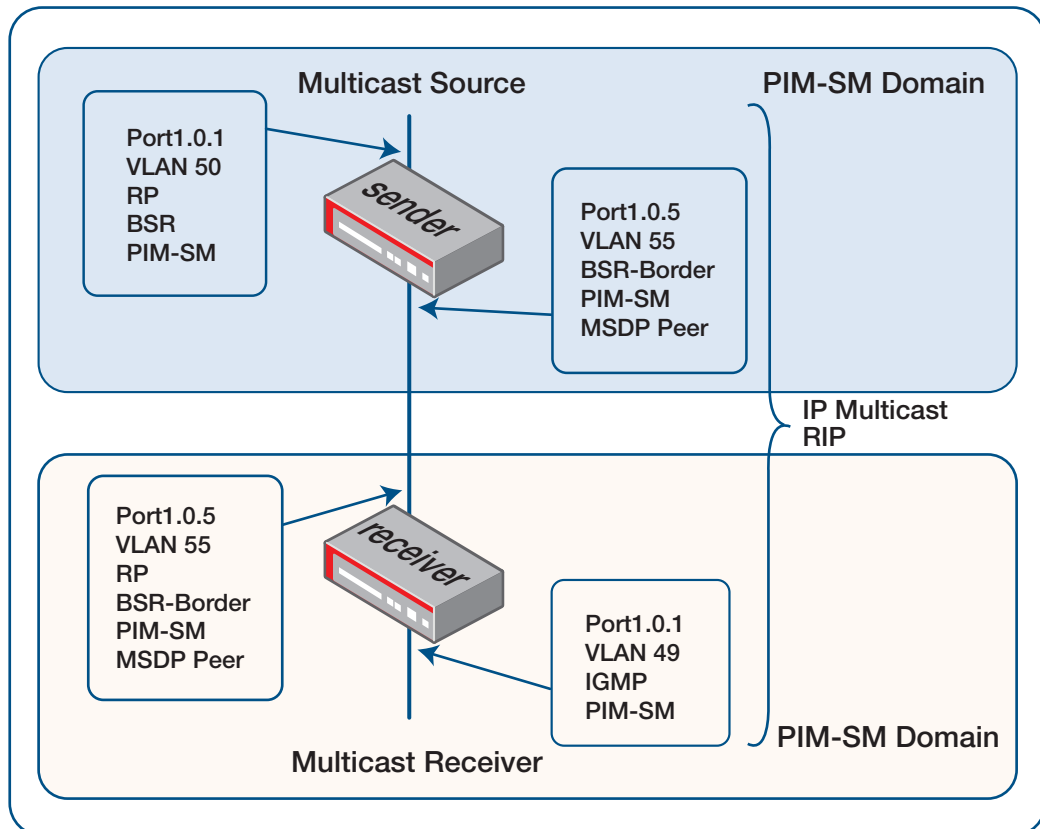 Multicast Source
PIM-SM Domain
Port1.0.1
VLAN 50
RP
BSR
PIM-SM
sender
Port1.0.5
VLAN 55
BSR-Border
PIM-SM
MSDP Peer
IP Multicast
RIP
Port1.0.5
VLAN 55
RP
BSR-Border
PIM-SM
MSDP Peer
receiver
Port1.0.1
VLAN 49
IGMP
PIM-SM
Multicast Receiver
PIM-SM Domain